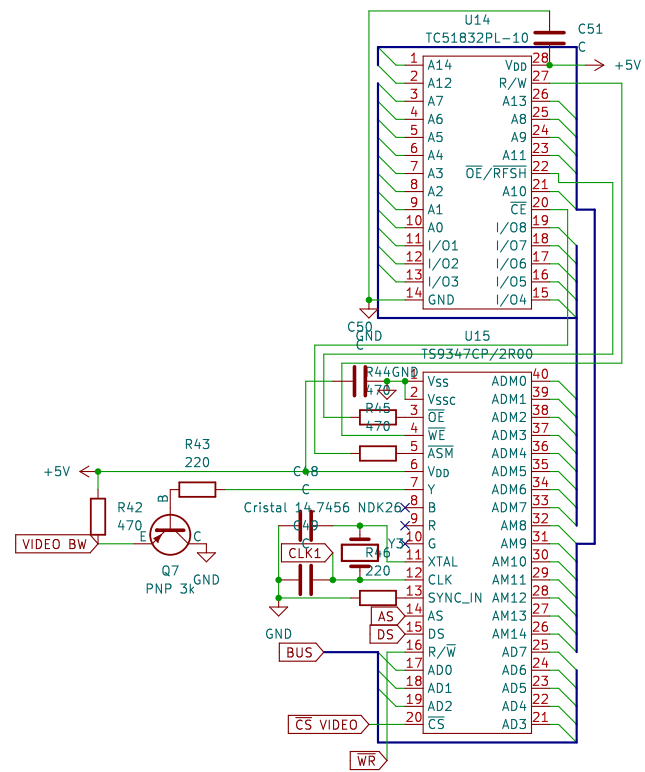 U14
TC51832PL-10
C51
C
+5V
1 A14 VDD 28
2 A12 R/W 27
3 A7 A13 26
4 A6 A8 25
5 A5 A9 24
6 A4 A11 23
7 A3 OE/RFSH 22
8 A2 A10 21
9 A1 CE 20
10 A0 I/O8 19
11 I/O1 I/O7 18
12 I/O2 I/O6 17
13 I/O3 I/O5 16
14 GND I/O4 15
C50
C
GND
U15
TS9347CP/2R00
R44
470
GND
R45
470
1 VSS ADM0 40
2 VSSC ADM1 39
3 OE ADM2 38
4 WE ADM3 37
5 ASM ADM4 36
6 VDD ADM5 35
7 Y ADM6 34
8 B ADM7 33
9 R AM8 32
10 G AM9 31
11 XTAL AM10 30
12 CLK AM11 29
13 SYNC_IN AM12 28
14 AS AM13 27
15 DS AM14 26
16 R/W AD7 25
17 AD0 AD6 24
18 AD1 AD5 23
19 AD2 AD4 22
20 CS AD3 21
R43
220
+5V
C48
C
R42
470
VIDEO BW
B
E
C
Q7
PNP 3k
GND
Cristal 14.7456 NDK26
Y3
C49
C
CLK1
R46
220
GND
AS
DS
BUS
CS VIDEO
WR